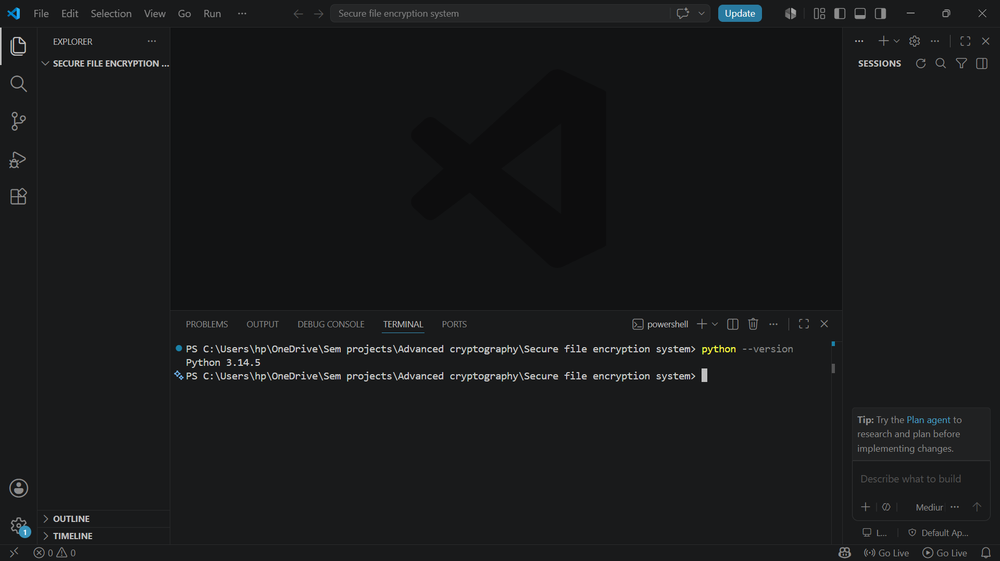 File Edit Selection View Go Run ···
Secure file encryption system
Update
EXPLORER
SECURE FILE ENCRYPTION ...
SESSIONS
PROBLEMS OUTPUT DEBUG CONSOLE TERMINAL PORTS
powershell
PS C:\Users\hp\OneDrive\Sem projects\Advanced cryptography\Secure file encryption system> python --version
Python 3.14.5
PS C:\Users\hp\OneDrive\Sem projects\Advanced cryptography\Secure file encryption system>
Tip: Try the Plan agent to
research and plan before
implementing changes.
Describe what to build
Mediur
L... Default Ap...
OUTLINE
1
TIMELINE
0 0
Go Live Go Live